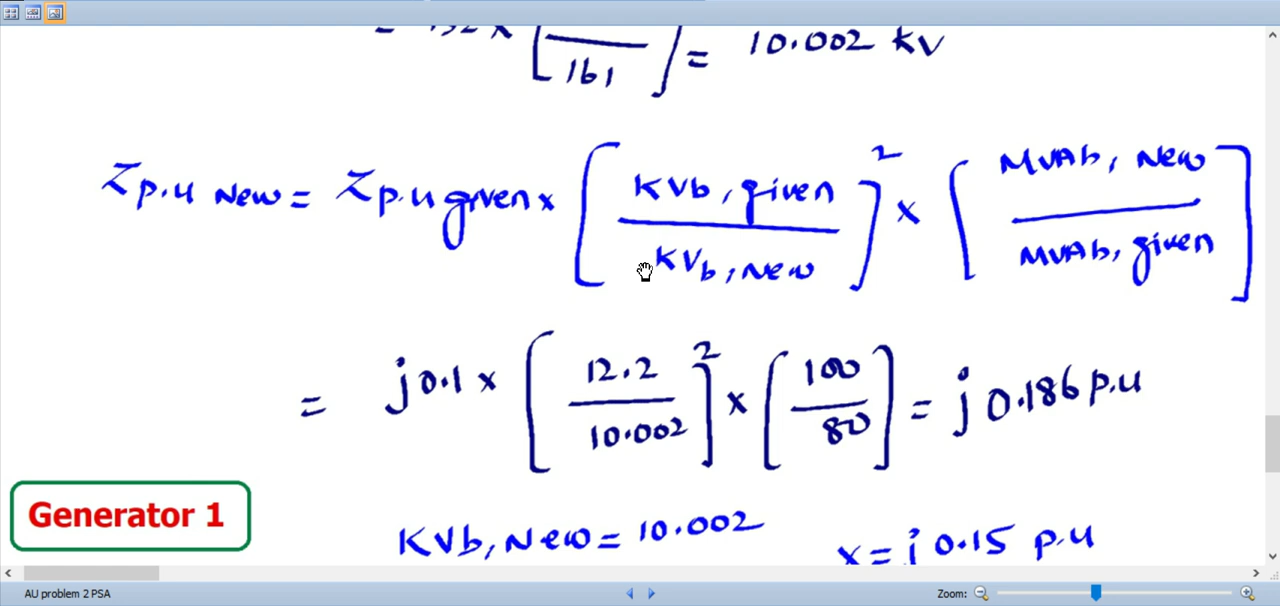 = 132 x [ / 161 ] = 10.002 kV
Zp.u New = Zp.u given x [ KVb, given / KVb, New ]² x [ MVAb, New / MVAb, given ]
= j0.1 x [ 12.2 / 10.002 ]² x [ 100 / 80 ] = j 0.186 p.u
Generator 1
KVb, New = 10.002
x = j 0.15 p.u
AU problem 2 PSA
Zoom: